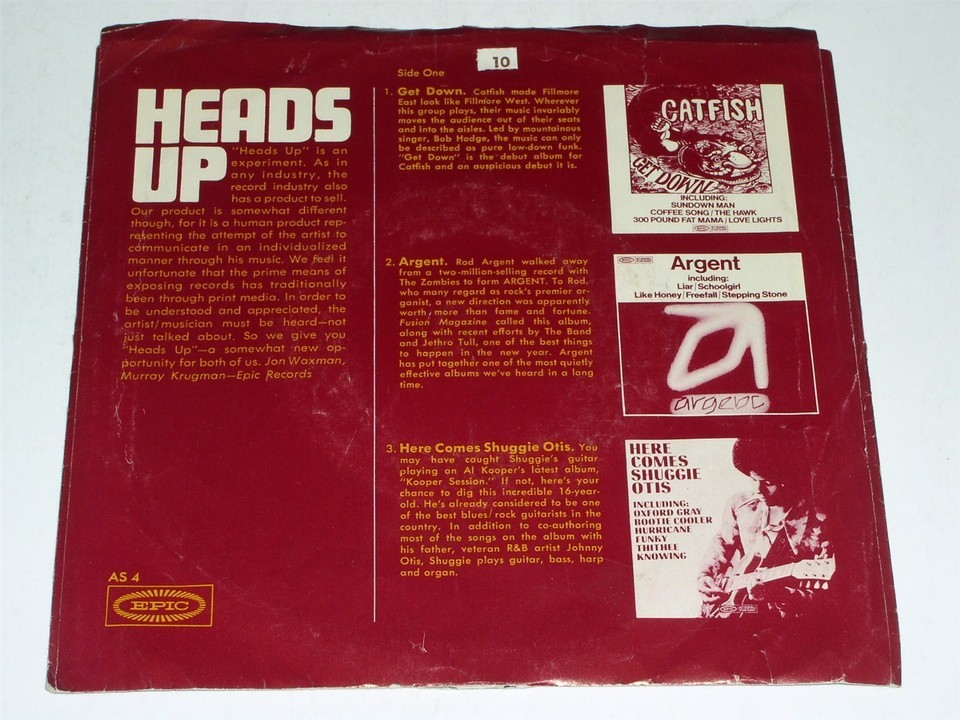 10
HEADS
UP
"Heads Up" is an
experiment. As in
any industry, the
record industry also
has a product to sell.
Our product is somewhat different
though, for it is a human product rep-
resenting the attempt of the artist to
communicate in an individualized
manner through his music. We feel it
unfortunate that the prime means of
exposing records has traditionally
been through print media. In order to
be understood and appreciated, the
artist/musician must be heard—not
just talked about. So we give you
"Heads Up"—a somewhat new op-
portunity for both of us. Jon Waxman,
Murray Krugman—Epic Records
AS 4
EPIC
Side One
1. Get Down. Catfish made Fillmore
East look like Fillmore West. Wherever
this group plays, their music invariably
moves the audience out of their seats
and into the aisles. Led by mountainous
singer, Bob Hodge, the music can only
be described as pure low-down funk.
"Get Down" is the debut album for
Catfish and an auspicious debut it is.
CATFISH
GET DOWN
INCLUDING:
SUNDOWN MAN
COFFEE SONG/THE HAWK
300 POUND FAT MAMA/LOVE LIGHTS
2. Argent. Rod Argent walked away
from a two-million-selling record with
The Zombies to form ARGENT. To Rod,
who many regard as rock's premier or-
ganist, a new direction was apparently
worth more than fame and fortune.
Fusion Magazine called this album,
along with recent efforts by The Band
and Jethro Tull, one of the best things
to happen in the new year. Argent
has put together one of the most quietly
effective albums we've heard in a long
time.
Argent
including:
Liar/Schoolgirl
Like Honey/Freefall/Stepping Stone
argent
3. Here Comes Shuggie Otis. You
may have caught Shuggie's guitar
playing on Al Kooper's latest album,
"Kooper Session." If not, here's your
chance to dig this incredible 16-year-
old. He's already considered to be one
of the best blues/rock guitarists in the
country. In addition to co-authoring
most of the songs on the album with
his father, veteran R&B artist Johnny
Otis, Shuggie plays guitar, bass, harp
and organ.
HERE
COMES
SHUGGIE
OTIS
INCLUDING:
OXFORD GRAY
BOOTIE COOLER
HURRICANE
FUNKY
THITHEE
KNOWING